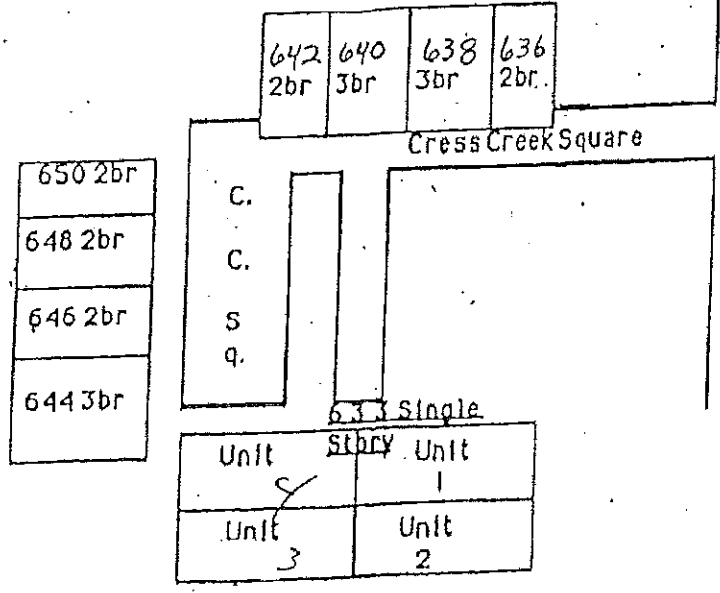 642 640 638 636
2br 3br 3br 2br.
Cress Creek Square
650 2br
648 2br
646 2br
644 3br
C.
C.
S
q.
633 Single
Story
Unit Unit
4 1
Unit Unit
3 2